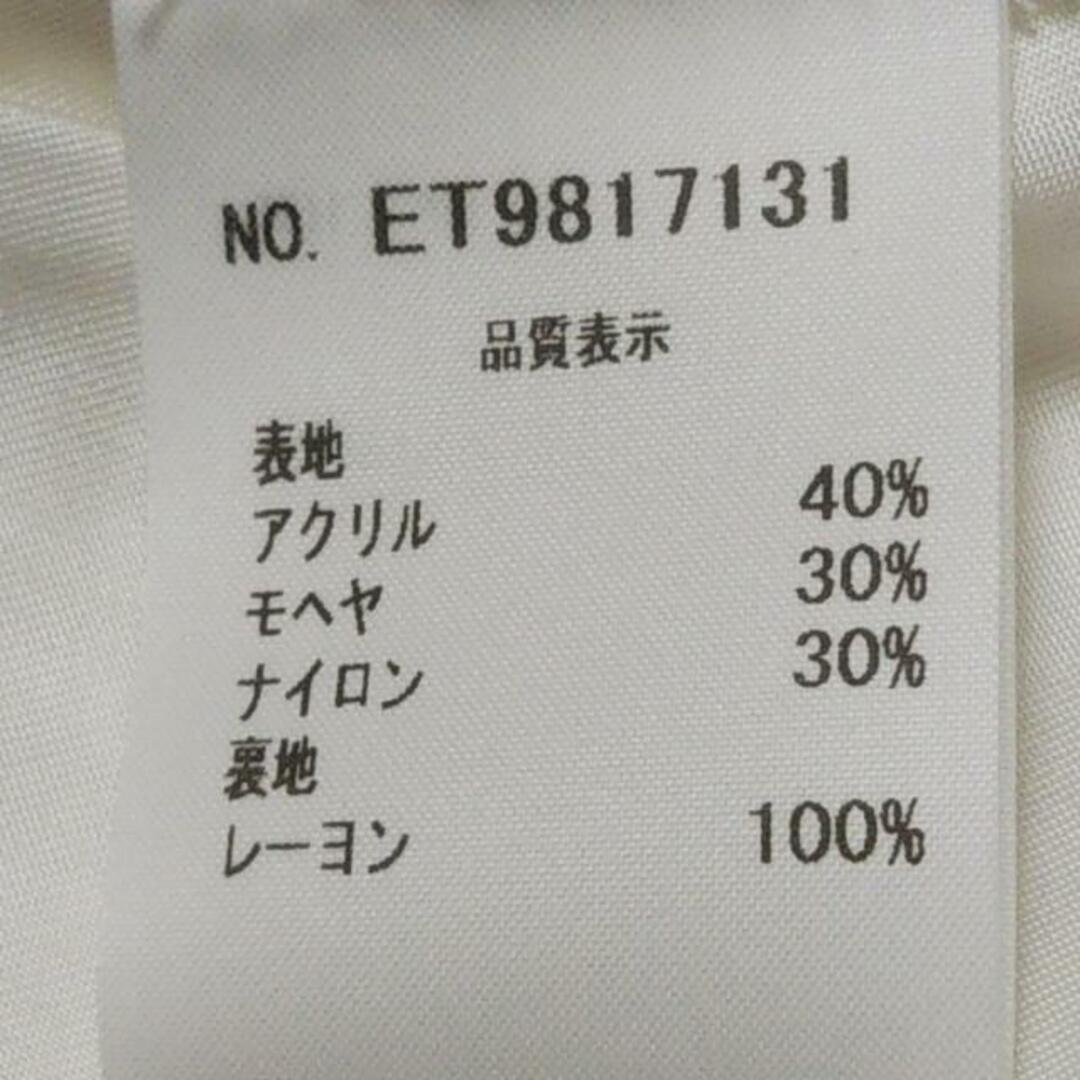 NO. ET9817131
品質表示
表地
アクリル 40%
モヘヤ 30%
ナイロン 30%
裏地
レーヨン 100%